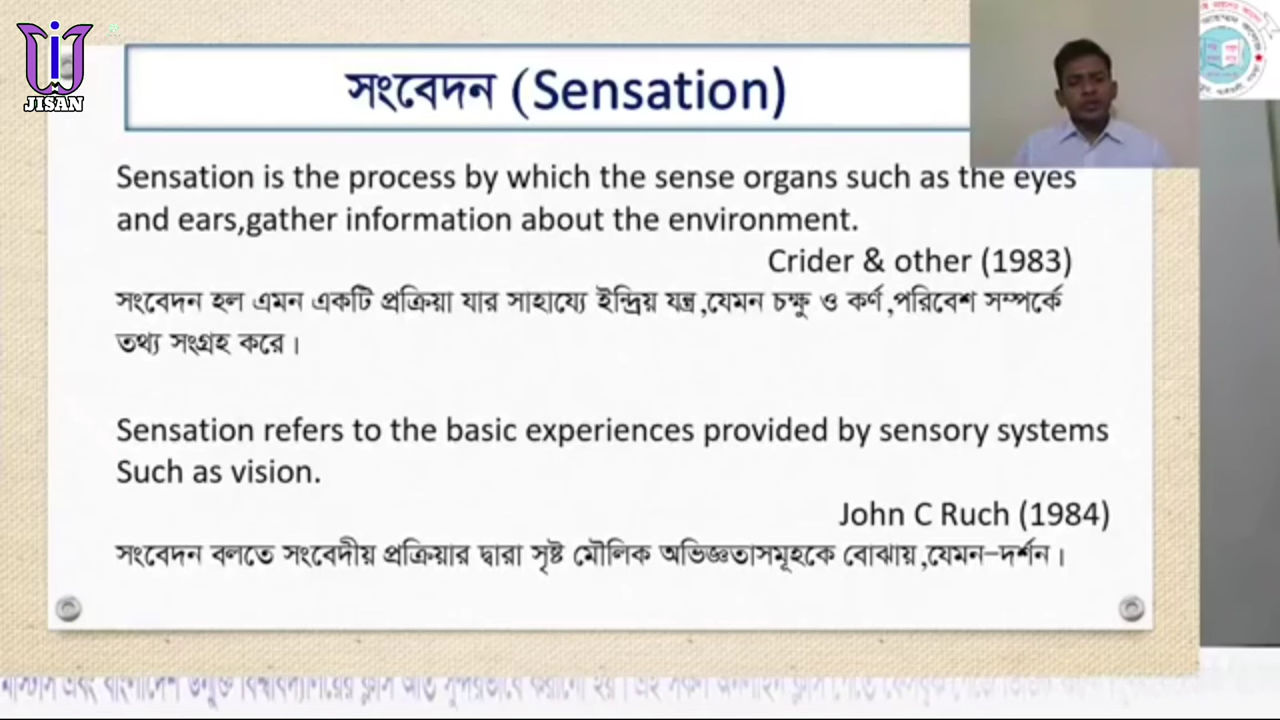 JISAN
সংবেদন (Sensation)
Sensation is the process by which the sense organs such as the eyes
and ears,gather information about the environment.
Crider & other (1983)
সংবেদন হল এমন একটি প্রক্রিয়া যার সাহায্যে ইন্দ্রিয় যন্ত্র,যেমন চক্ষু ও কর্ণ,পরিবেশ সম্পর্কে
তথ্য সংগ্রহ করে।
Sensation refers to the basic experiences provided by sensory systems
Such as vision.
John C Ruch (1984)
সংবেদন বলতে সংবেদীয় প্রক্রিয়ার দ্বারা সৃষ্ট মৌলিক অভিজ্ঞতাসমূহকে বোঝায়,যেমন-দর্শন।